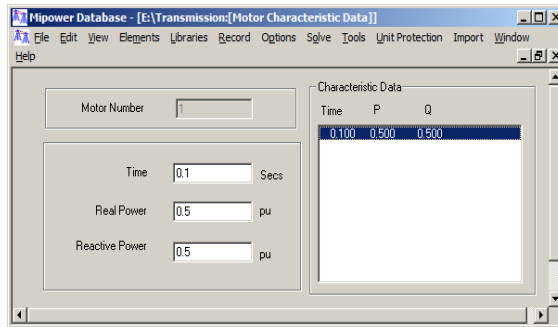 Mipower Database - [E:\Transmission:[Motor Characteristic Data]]
File Edit View Elements Libraries Record Options Solve Tools Unit Protection Import Window
Help
Motor Number 1
Time 0.1 Secs
Real Power 0.5 pu
Reactive Power 0.5 pu
Characteristic Data
Time P Q
0.100 0.500 0.500